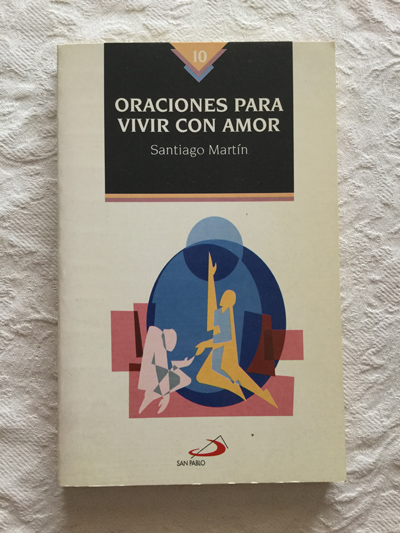 10
ORACIONES PARA
VIVIR CON AMOR
Santiago Martín
SAN PABLO